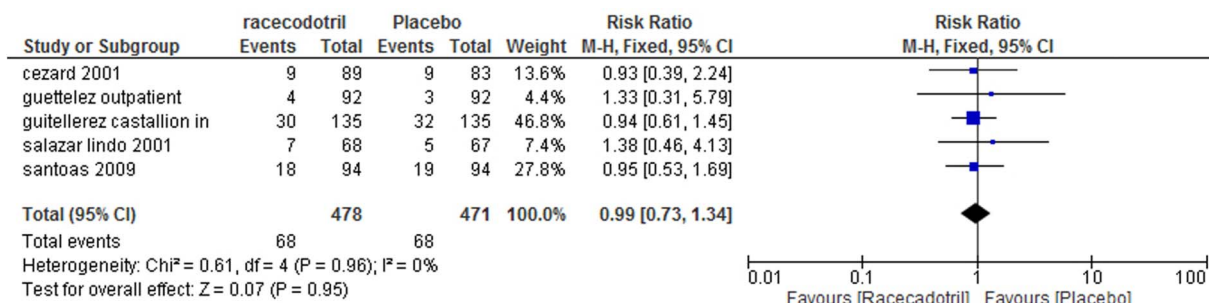 racecodotril Placebo Risk Ratio Risk Ratio
Study or Subgroup Events Total Events Total Weight M-H, Fixed, 95% CI M-H, Fixed, 95% CI
cezard 2001 9 89 9 83 13.6% 0.93 [0.39, 2.24]
guettelez outpatient 4 92 3 92 4.4% 1.33 [0.31, 5.79]
guitellerez castallion in 30 135 32 135 46.8% 0.94 [0.61, 1.45]
salazar lindo 2001 7 68 5 67 7.4% 1.38 [0.46, 4.13]
santoas 2009 18 94 19 94 27.8% 0.95 [0.53, 1.69]
Total (95% CI) 478 471 100.0% 0.99 [0.73, 1.34]
Total events 68 68
Heterogeneity: Chi² = 0.61, df = 4 (P = 0.96); I² = 0%
Test for overall effect: Z = 0.07 (P = 0.95)
0.01 0.1 1 10 100
Favours [Racecadotril] Favours [Placebo]